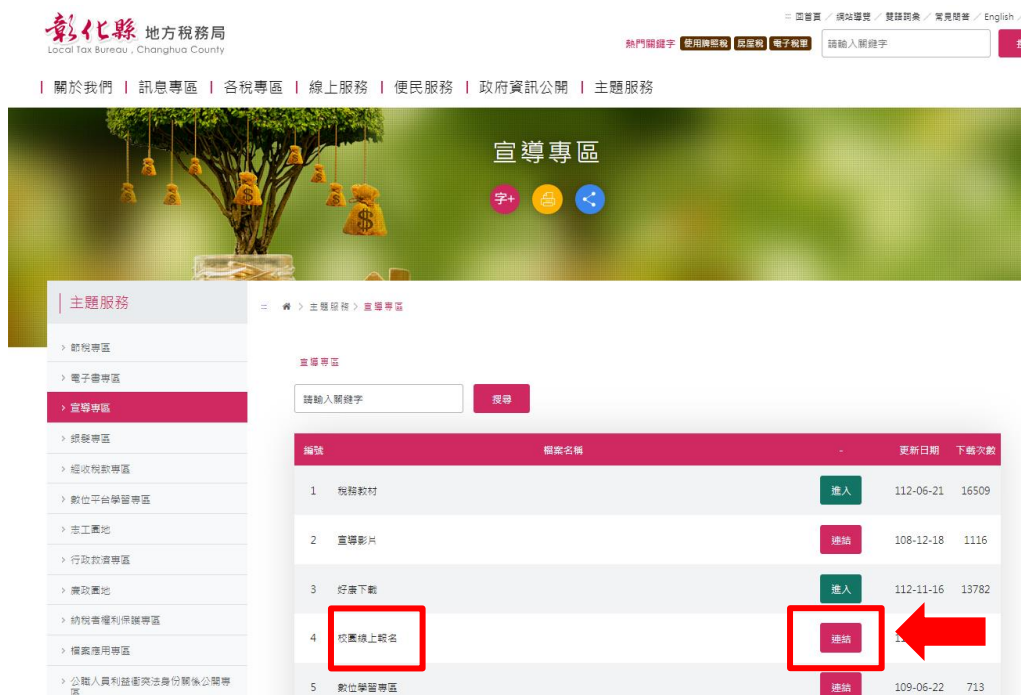 ::: 回首頁 / 網站導覽 / 雙語詞彙 / 常見問答 / English /
彰化縣 地方稅務局
Local Tax Bureau , Changhua County
熱門關鍵字 使用牌照稅 房屋稅 電子稅單 請輸入關鍵字
關於我們 | 訊息專區 | 各稅專區 | 線上服務 | 便民服務 | 政府資訊公開 | 主題服務
宣導專區
字+
主題服務
::: > 主題服務 > 宣導專區
> 節稅專區
> 電子書專區
> 宣導專區
> 銀髮專區
> 經收稅款專區
> 數位平台學習專區
> 志工園地
> 行政救濟專區
> 廉政園地
> 納稅者權利保護專區
> 檔案應用專區
> 公職人員利益衝突法身份關係公開專區
宣導專區
請輸入關鍵字 搜尋
編號 檔案名稱 - 更新日期 下載次數
1 稅務教材 進入 112-06-21 16509
2 宣導影片 連結 108-12-18 1116
3 好康下載 進入 112-11-16 13782
4 校園線上報名 連結
5 數位學習專區 連結 109-06-22 713